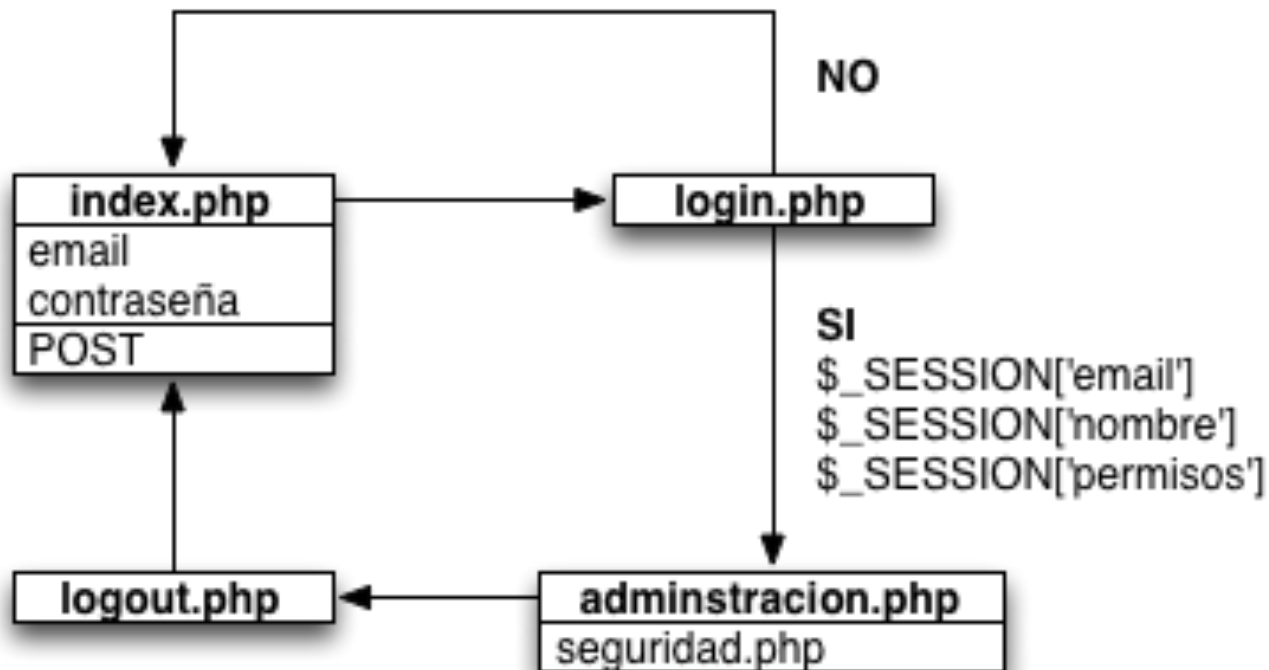 NO
index.php
login.php
email
contraseña
POST
SI
$_SESSION['email']
$_SESSION['nombre']
$_SESSION['permisos']
logout.php
adminstracion.php
seguridad.php